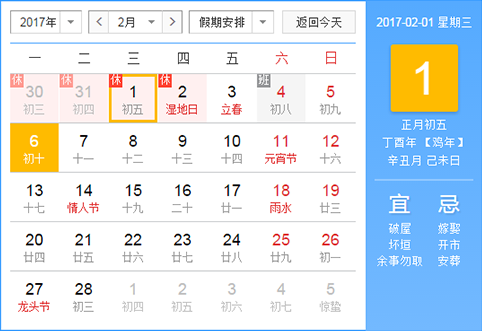 2017年 < 2月 > 假期安排 返回今天
一 二 三 四 五 六 日
休 休 休 休 班
30 31 1 2 3 4 5
初三 初四 初五 湿地日 立春 初八 初九
6 7 8 9 10 11 12
初十 十一 十二 十三 十四 元宵节 十六
13 14 15 16 17 18 19
十七 情人节 十九 二十 廿一 雨水 廿三
20 21 22 23 24 25 26
廿四 廿五 廿六 廿七 廿八 廿九 初一
27 28 1 2 3 4 5
龙头节 初三 初四 初五 初六 初七 惊蛰
2017-02-01 星期三
1
正月初五
丁酉年 【鸡年】
辛丑月 己未日
宜 忌
破屋 嫁娶
坏垣 开市
余事勿取 安葬